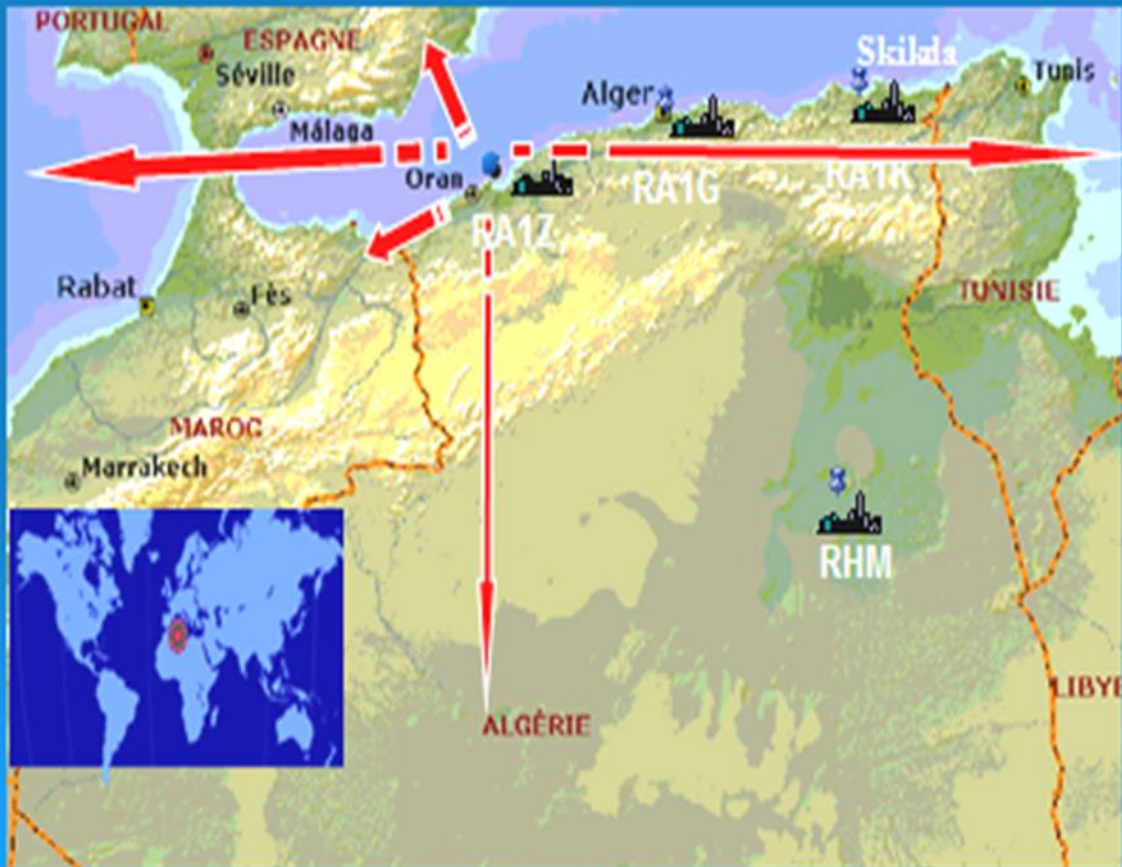 PORTUGAL
ESPAGNE
Séville
Málaga
Alger
Skikda
Tunis
Oran
RA1Z
RA1G
RA1K
Rabat
Fès
TUNISIE
MAROC
Marrakech
RHM
ALGÉRIE
LIBYE